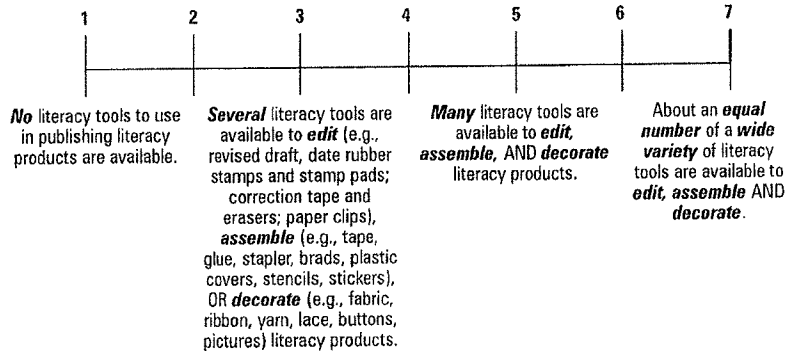 1 2 3 4 5 6 7
No literacy tools to use
in publishing literacy
products are available.
Several literacy tools are
available to edit (e.g.,
revised draft, date rubber
stamps and stamp pads;
correction tape and
erasers; paper clips),
assemble (e.g., tape,
glue, stapler, brads, plastic
covers, stencils, stickers),
OR decorate (e.g., fabric,
ribbon, yarn, lace, buttons,
pictures) literacy products.
Many literacy tools are
available to edit,
assemble, AND decorate
literacy products.
About an equal
number of a wide
variety of literacy
tools are available to
edit, assemble AND
decorate.